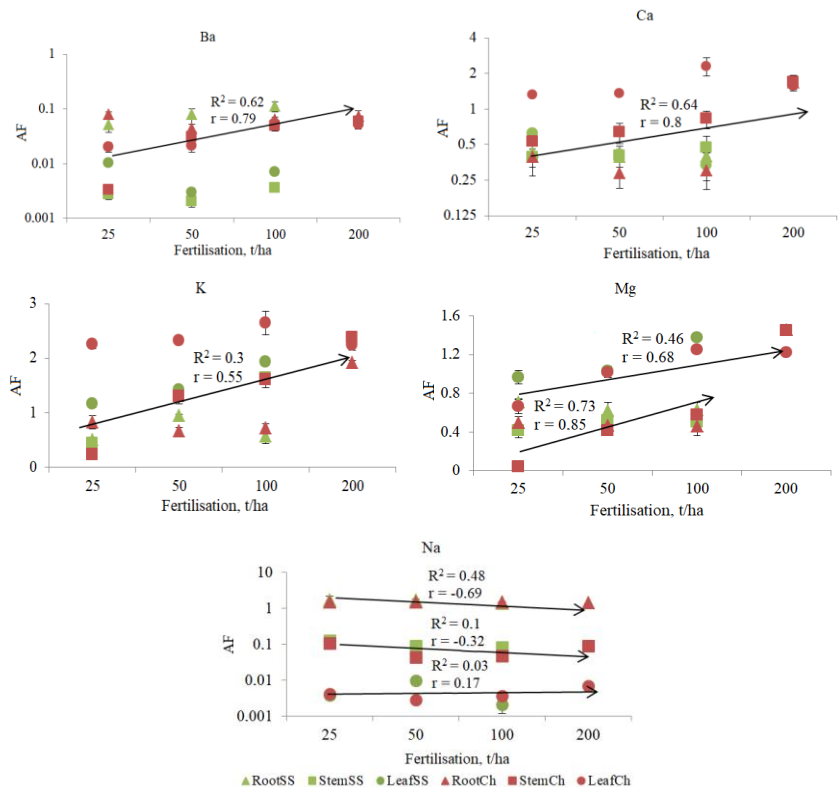 Ba
1
0.1
0.01
0.001
AF
R² = 0.62
r = 0.79
25 50 100 200
Fertilisation, t/ha
Ca
4
2
1
0.5
0.25
0.125
AF
R² = 0.64
r = 0.8
25 50 100 200
Fertilisation, t/ha
K
3
2
1
0
AF
R² = 0.3
r = 0.55
25 50 100 200
Fertilisation, t/ha
Mg
1.6
1.2
0.8
0.4
0
AF
R² = 0.46
r = 0.68
R² = 0.73
r = 0.85
25 50 100 200
Fertilisation, t/ha
Na
10
1
0.1
0.01
0.001
AF
R² = 0.48
r = -0.69
R² = 0.1
r = -0.32
R² = 0.03
r = 0.17
25 50 100 200
Fertilisation, t/ha
RootSS StemSS LeafSS RootCh StemCh LeafCh